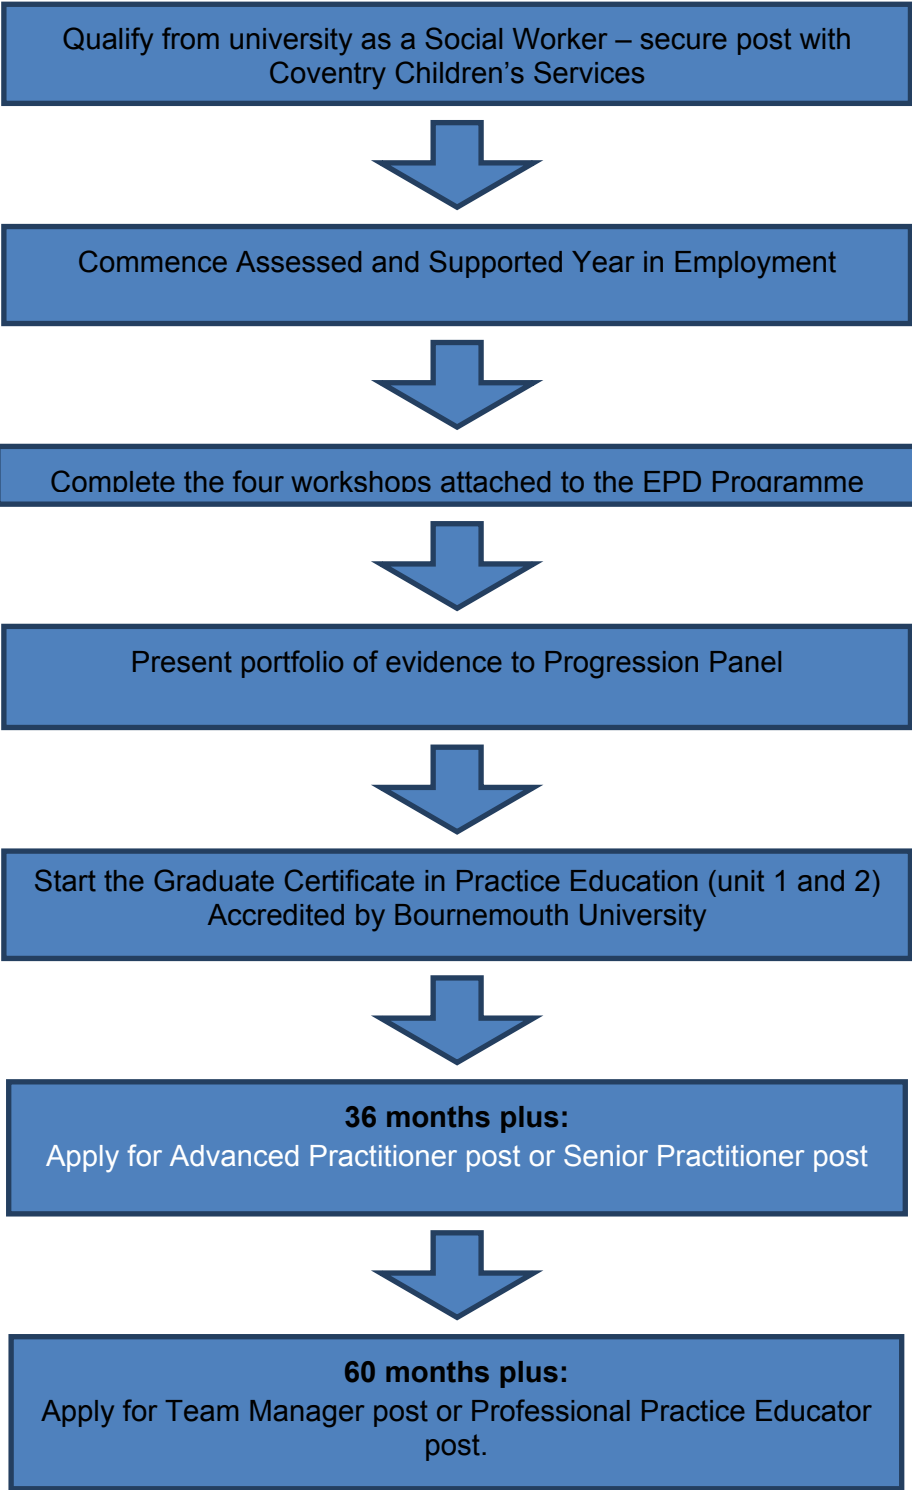 Qualify from university as a Social Worker – secure post with
Coventry Children’s Services
Commence Assessed and Supported Year in Employment
Complete the four workshops attached to the EPD Programme
Present portfolio of evidence to Progression Panel
Start the Graduate Certificate in Practice Education (unit 1 and 2)
Accredited by Bournemouth University
36 months plus:
Apply for Advanced Practitioner post or Senior Practitioner post
60 months plus:
Apply for Team Manager post or Professional Practice Educator
post.